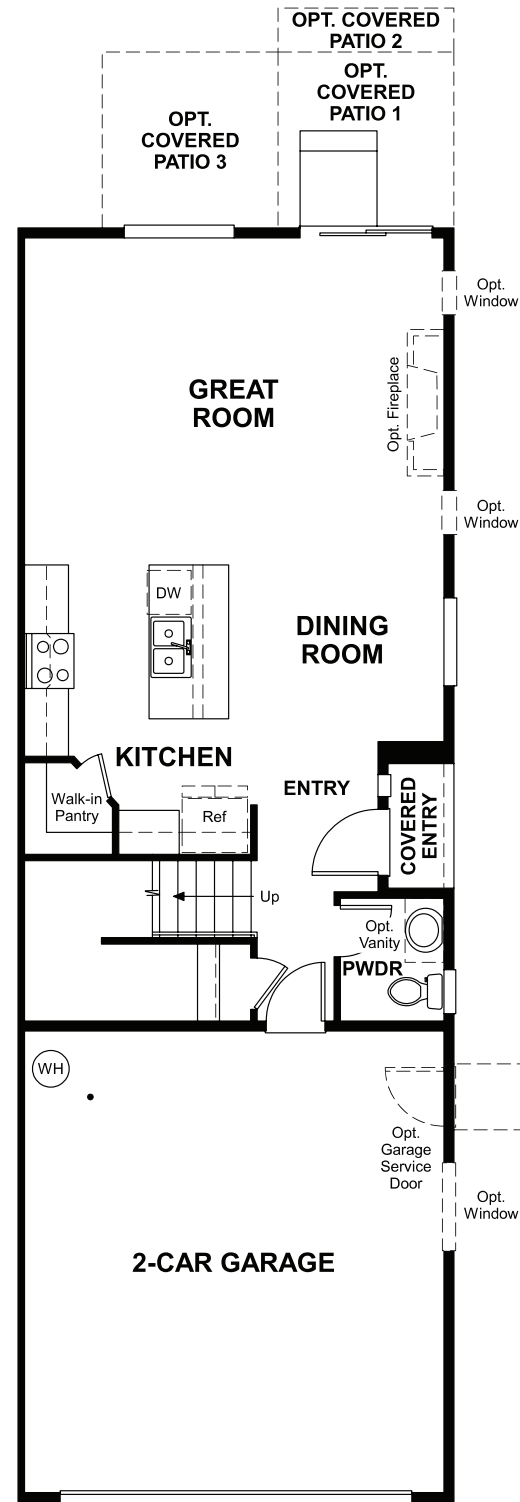 OPT. COVERED
PATIO 2
OPT.
COVERED
PATIO 1
OPT.
COVERED
PATIO 3
Opt.
Window
GREAT
ROOM
Opt. Fireplace
Opt.
Window
DW
DINING
ROOM
KITCHEN
ENTRY
Walk-in
Pantry
Ref
COVERED
ENTRY
Up
Opt.
Vanity
PWDR
WH
Opt.
Garage
Service
Door
Opt.
Window
2-CAR GARAGE